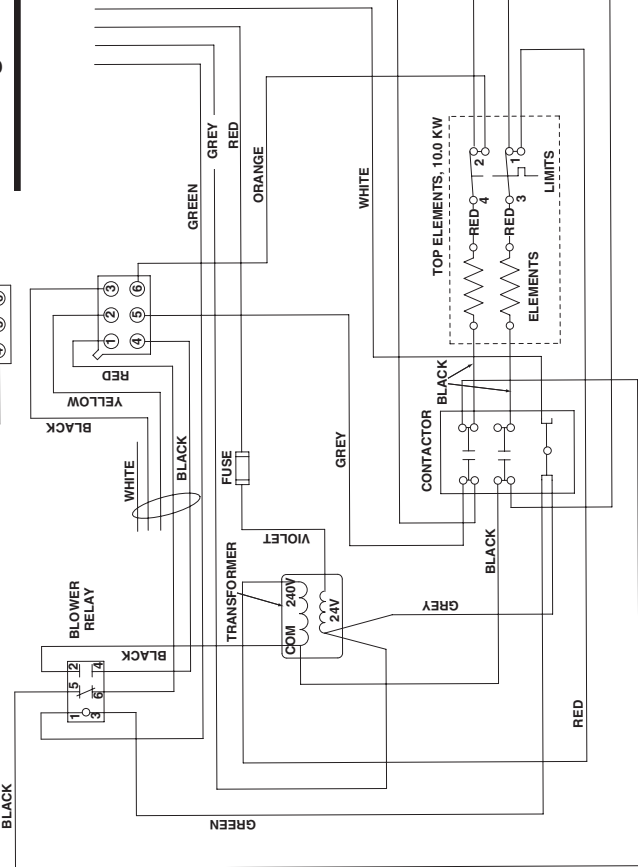 GREY
RED
GREEN
ORANGE
WHITE
TOP ELEMENTS, 10.0 KW
2
1
4
3
RED
RED
LIMITS
ELEMENTS
3
6
2
5
1
4
RED
YELLOW
BLACK
WHITE
BLACK
FUSE
GREY
BLACK
CONTACTOR
VIOLET
BLACK
TRANSFORMER
COM
240V
24V
GREY
BLOWER
RELAY
BLACK
2
4
5
6
1
3
BLACK
GREEN
RED